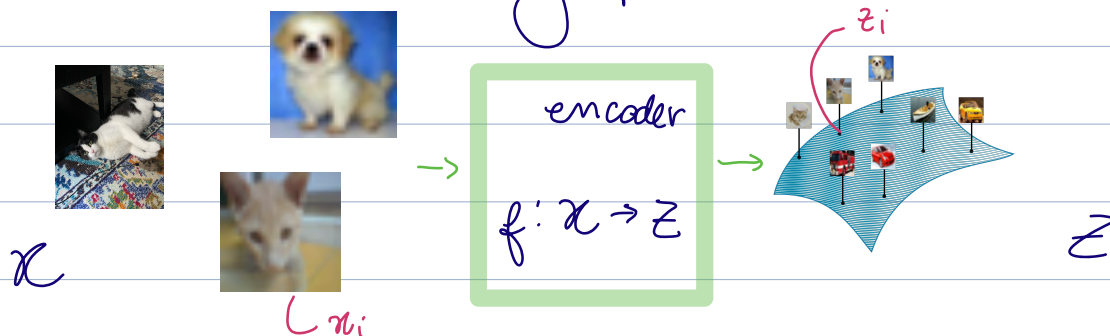 z_i
encoder
f: x → z
x
z
x_i